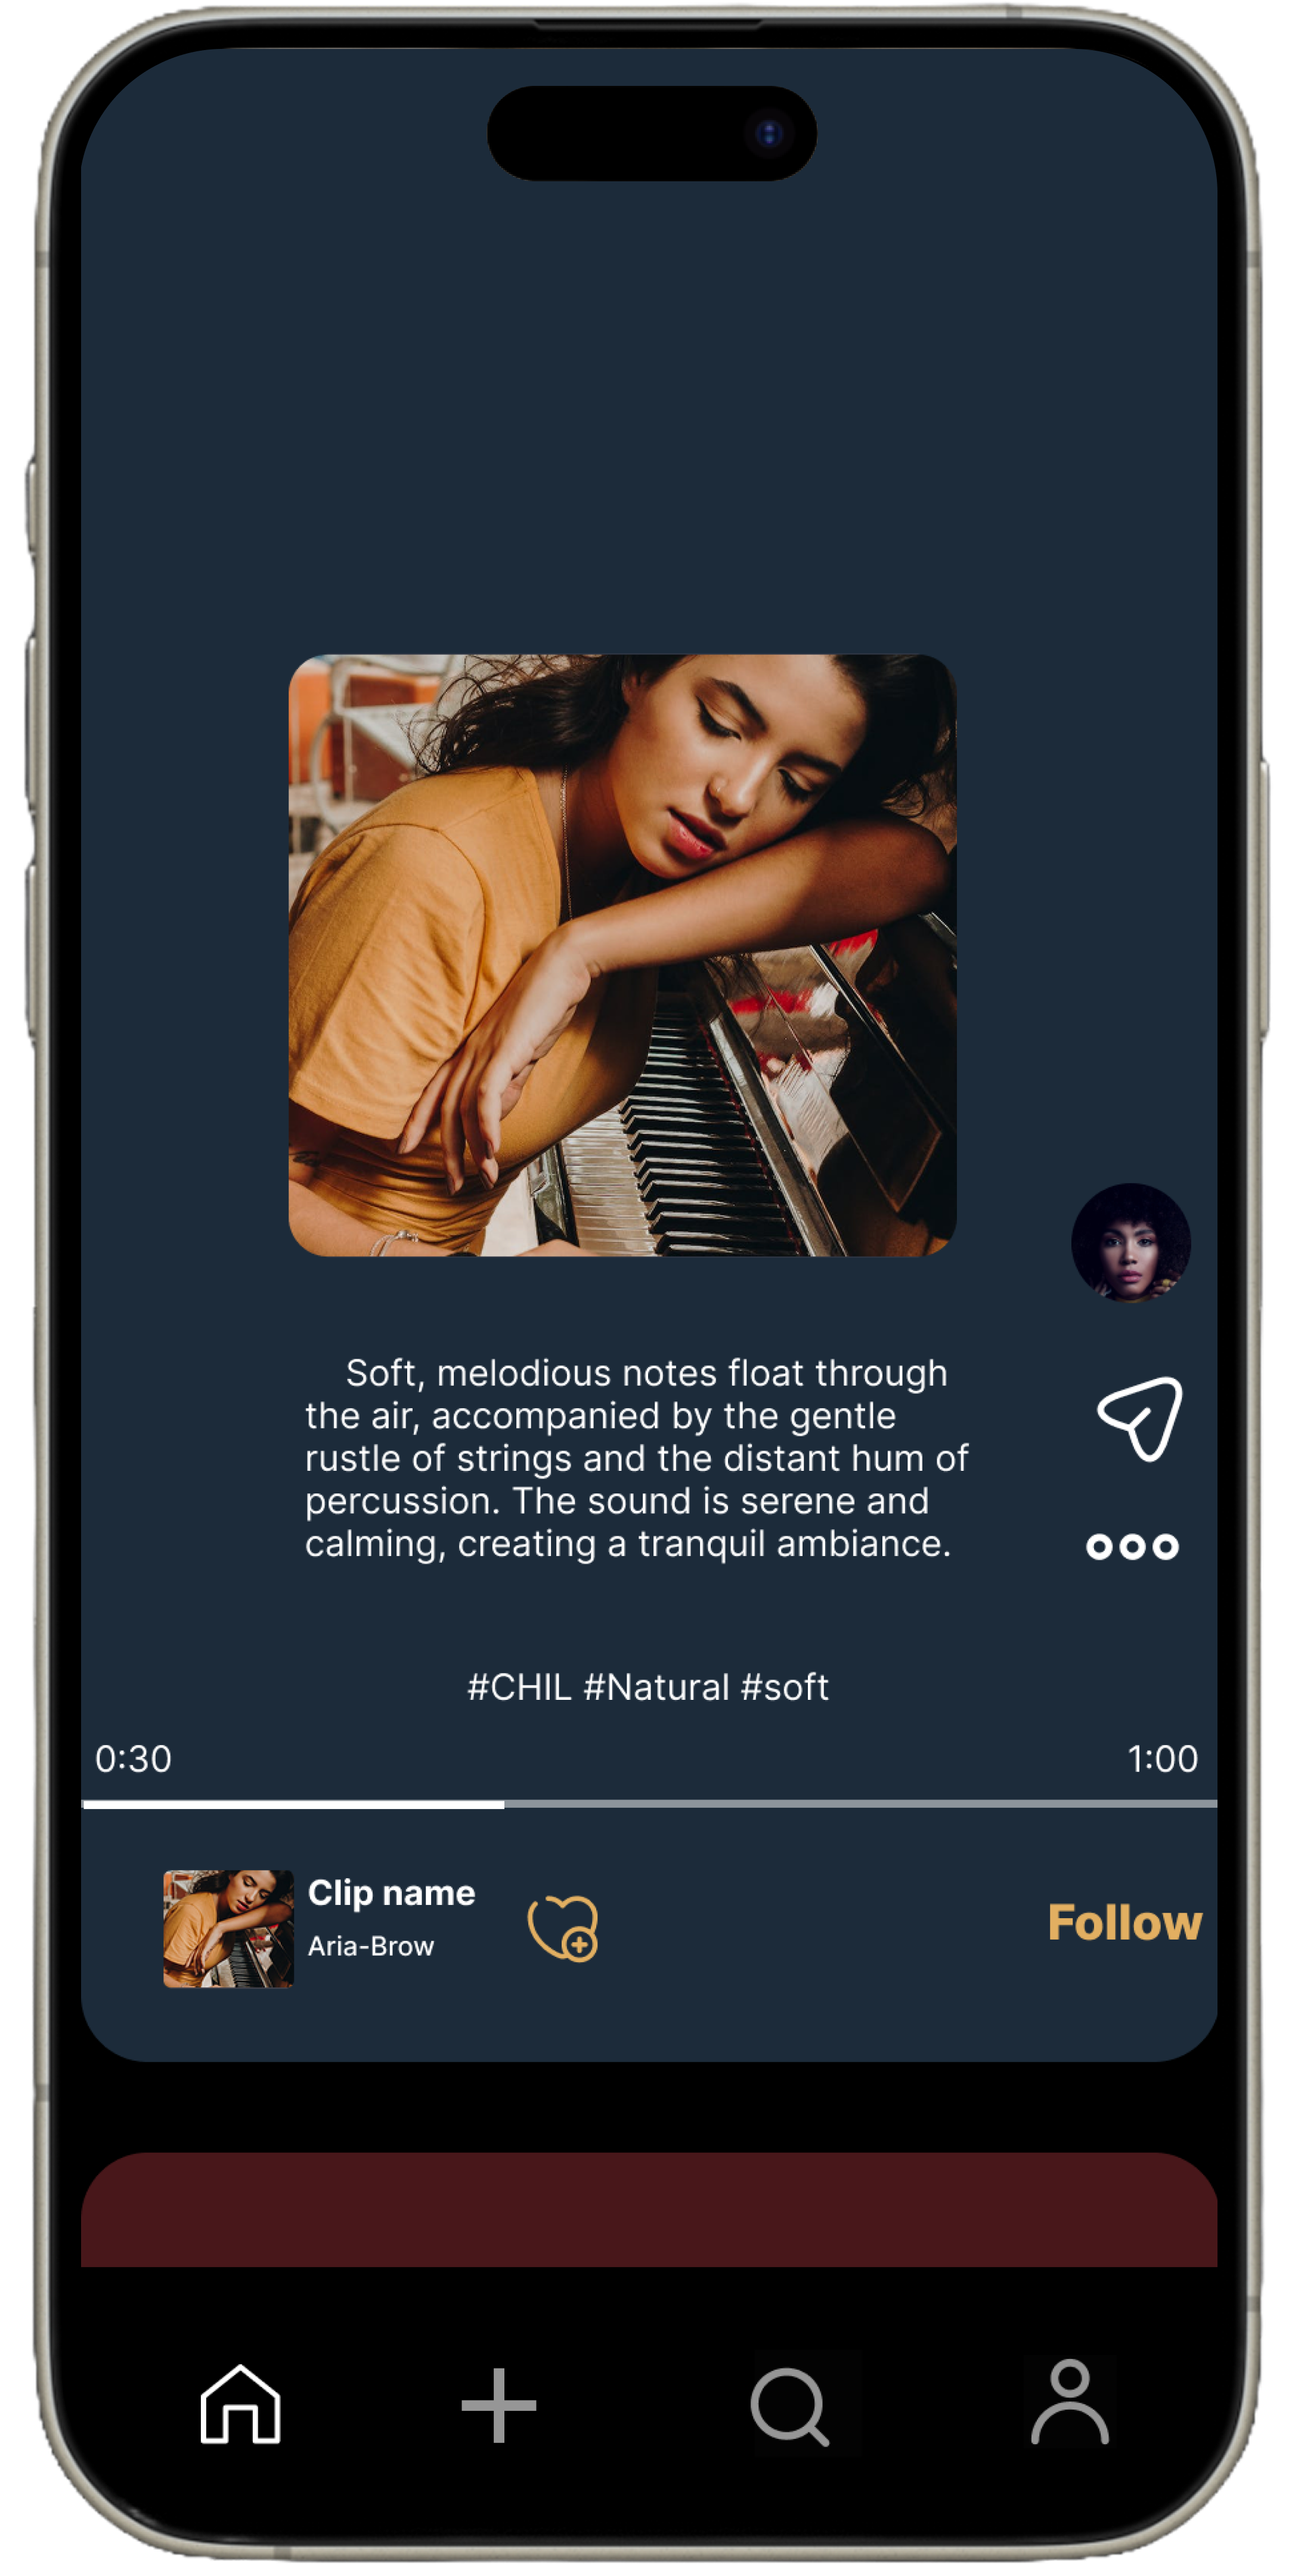 Soft, melodious notes float through
the air, accompanied by the gentle
rustle of strings and the distant hum of
percussion. The sound is serene and
calming, creating a tranquil ambiance.
#CHIL #Natural #soft
0:30 1:00
Clip name
Aria-Brow
Follow